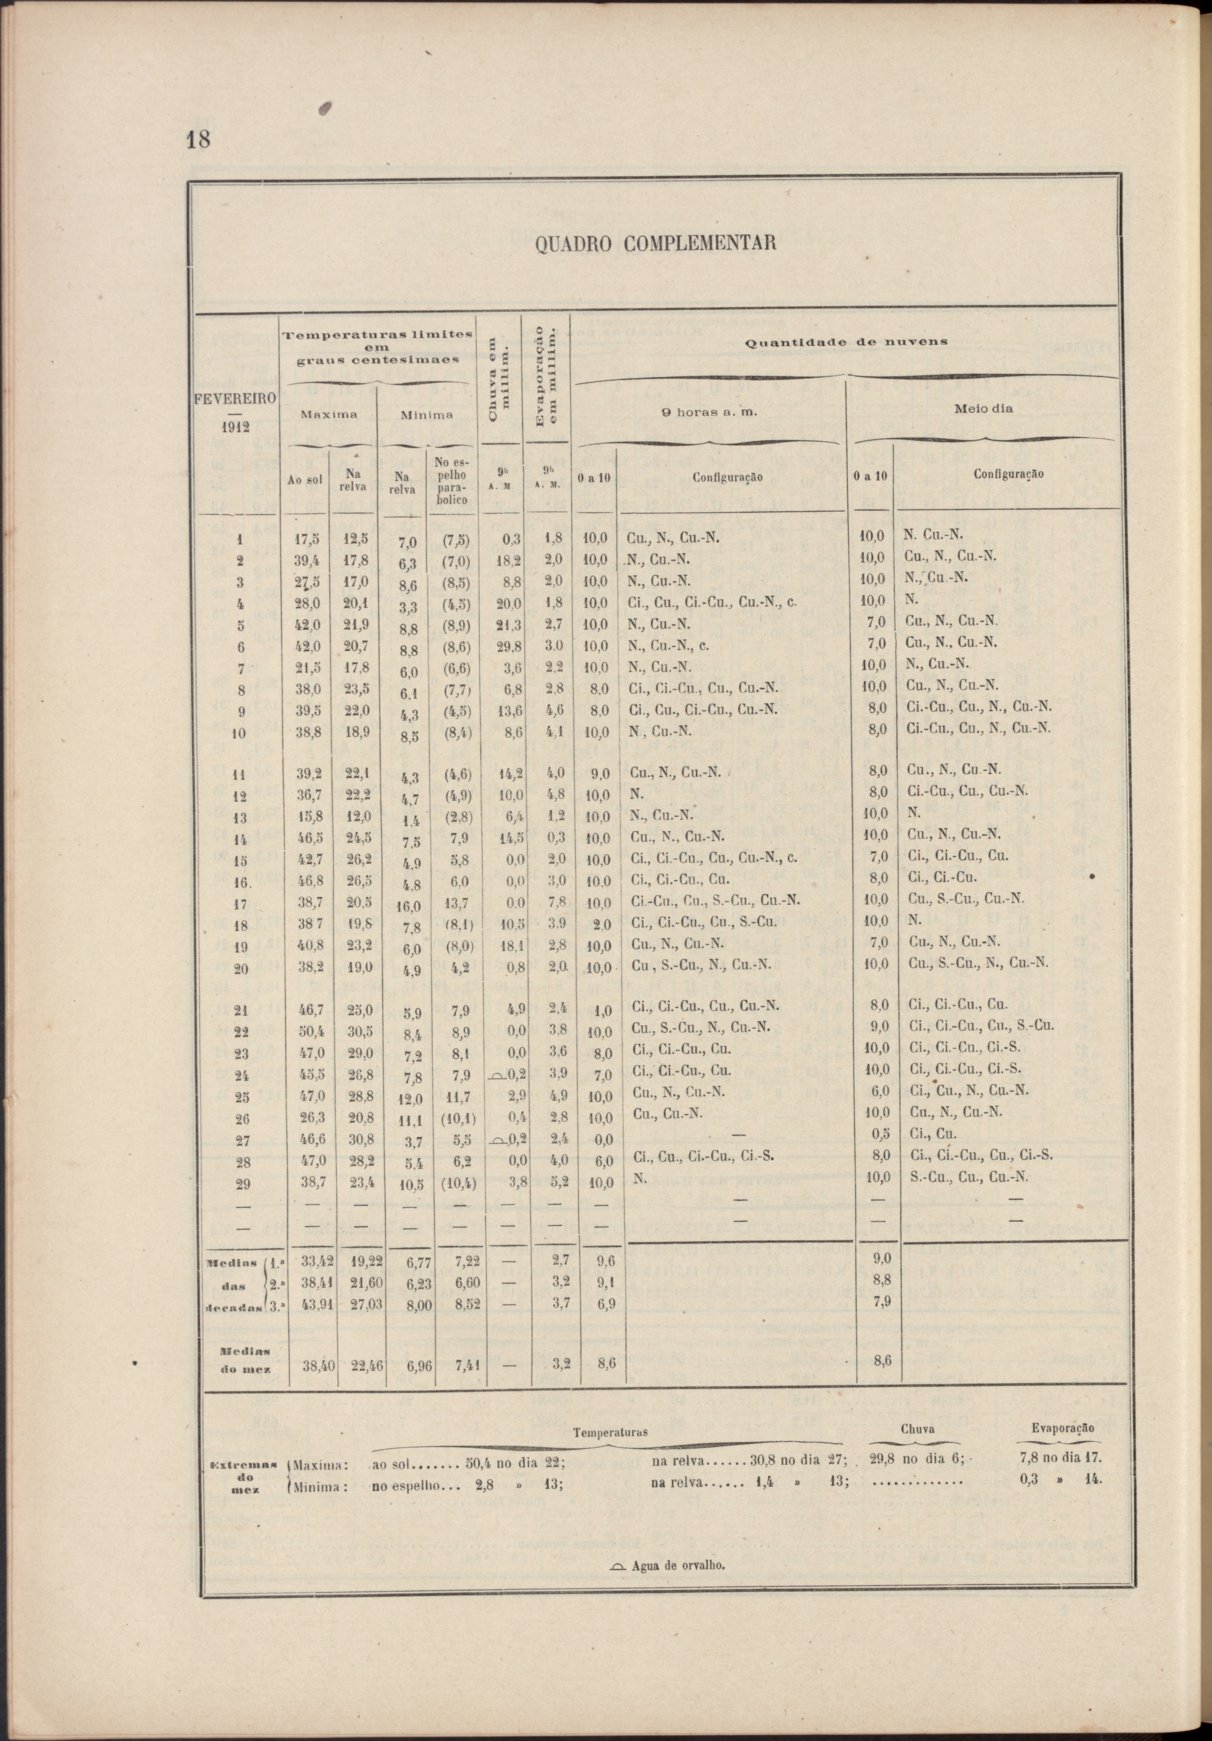 18
QUADRO COMPLEMENTAR
FEVEREIRO
—
1912
Temperaturas limites
em
graus centesimaes
Chuva em
millim.
Evaporação
em millim.
Quantidade de nuvens
Maxima Minima 9 horas a. m. Meio dia
Ao sol Na relva Na relva No espelho parabolico 9h A. M 9h A. M. 0 a 10 Configuração 0 a 10 Configuração
1 17,5 12,5 7,0 (7,5) 0,3 1,8 10,0 Cu., N., Cu.-N. 10,0 N. Cu.-N.
2 39,4 17,8 6,3 (7,0) 18,2 2,0 10,0 N., Cu.-N. 10,0 Cu., N., Cu.-N.
3 27,5 17,0 8,6 (8,5) 8,8 2,0 10,0 N., Cu.-N. 10,0 N., Cu.-N.
4 28,0 20,1 3,3 (4,5) 20,0 1,8 10,0 Ci., Cu., Ci.-Cu., Cu.-N., c. 10,0 N.
5 42,0 21,9 8,8 (8,9) 21,3 2,7 10,0 N., Cu.-N. 7,0 Cu., N., Cu.-N.
6 42,0 20,7 8,8 (8,6) 29,8 3,0 10,0 N., Cu.-N., c. 7,0 Cu., N., Cu.-N.
7 21,5 17,8 6,0 (6,6) 3,6 2,2 10,0 N., Cu.-N. 10,0 N., Cu.-N.
8 38,0 23,5 6,1 (7,7) 6,8 2,8 8,0 Ci., Ci.-Cu., Cu., Cu.-N. 10,0 Cu., N., Cu.-N.
9 39,5 22,0 4,3 (4,5) 13,6 4,6 8,0 Ci., Cu., Ci.-Cu., Cu.-N. 8,0 Ci.-Cu., Cu., N., Cu.-N.
10 38,8 18,9 8,5 (8,4) 8,6 4,1 10,0 N., Cu.-N. 8,0 Ci.-Cu., Cu., N., Cu.-N.
11 39,2 22,1 4,3 (4,6) 14,2 4,0 9,0 Cu., N., Cu.-N. 8,0 Cu., N., Cu.-N.
12 36,7 22,2 4,7 (4,9) 10,0 4,8 10,0 N. 8,0 Ci.-Cu., Cu., Cu.-N.
13 15,8 12,0 1,4 (2,8) 6,4 1,2 10,0 N., Cu.-N. 10,0 N.
14 46,5 24,5 7,5 7,9 14,5 0,3 10,0 Cu., N., Cu.-N. 10,0 Cu., N., Cu.-N.
15 42,7 26,2 4,9 5,8 0,0 2,0 10,0 Ci., Ci.-Cu., Cu., Cu.-N., c. 7,0 Ci., Ci.-Cu., Cu.
16 46,8 26,5 4,8 6,0 0,0 3,0 10,0 Ci., Ci.-Cu., Cu. 8,0 Ci., Ci.-Cu.
17 38,7 20,5 16,0 13,7 0,0 7,8 10,0 Ci.-Cu., Cu., S.-Cu., Cu.-N. 10,0 Cu., S.-Cu., Cu.-N.
18 38 7 19,8 7,8 (8,1) 10,5 3,9 2,0 Ci., Ci.-Cu., Cu., S.-Cu. 10,0 N.
19 40,8 23,2 6,0 (8,0) 18,1 2,8 10,0 Cu., N., Cu.-N. 7,0 Cu., N., Cu.-N.
20 38,2 19,0 4,9 4,2 0,8 2,0 10,0 Cu., S.-Cu., N., Cu.-N. 10,0 Cu., S.-Cu., N., Cu.-N.
21 46,7 25,0 5,9 7,9 4,9 2,4 1,0 Ci., Ci.-Cu., Cu., Cu.-N. 8,0 Ci., Ci.-Cu., Cu.
22 50,4 30,5 8,4 8,9 0,0 3,8 10,0 Cu., S.-Cu., N., Cu.-N. 9,0 Ci., Ci.-Cu., Cu., S.-Cu.
23 47,0 29,0 7,2 8,1 0,0 3,6 8,0 Ci., Ci.-Cu., Cu. 10,0 Ci., Ci.-Cu., Ci.-S.
24 45,5 26,8 7,8 7,9 ⌓0,2 3,9 7,0 Ci., Ci.-Cu., Cu. 10,0 Ci., Ci.-Cu., Ci.-S.
25 47,0 28,8 12,0 11,7 2,9 4,9 10,0 Cu., N., Cu.-N. 6,0 Ci., Cu., N., Cu.-N.
26 26,3 20,8 11,1 (10,1) 0,4 2,8 10,0 Cu., Cu.-N. 10,0 Cu., N., Cu.-N.
27 46,6 30,8 3,7 5,5 ⌓0,2 2,4 0,0 — 0,5 Ci., Cu.
28 47,0 28,2 5,4 6,2 0,0 4,0 6,0 Ci., Cu., Ci.-Cu., Ci.-S. 8,0 Ci., Ci.-Cu., Cu., Ci.-S.
29 38,7 23,4 10,5 (10,4) 3,8 5,2 10,0 N. 10,0 S.-Cu., Cu., Cu.-N.
— — — — — — — — — — —
— — — — — — — — — — —
Medias 1.ª 33,42 19,22 6,77 7,22 — 2,7 9,6 9,0
das 2.ª 38,41 21,60 6,23 6,60 — 3,2 9,1 8,8
decadas 3.ª 43,91 27,03 8,00 8,52 — 3,7 6,9 7,9
Medias
do mez 38,40 22,46 6,96 7,41 — 3,2 8,6 8,6
Temperaturas Chuva Evaporação
Extremas
do
mez
Maxima: ao sol....... 50,4 no dia 22; na relva...... 30,8 no dia 27; 29,8 no dia 6; 7,8 no dia 17.
Minima: no espelho... 2,8 » 13; na relva...... 1,4 » 13; ............. 0,3 » 14.
⌓ Agua de orvalho.